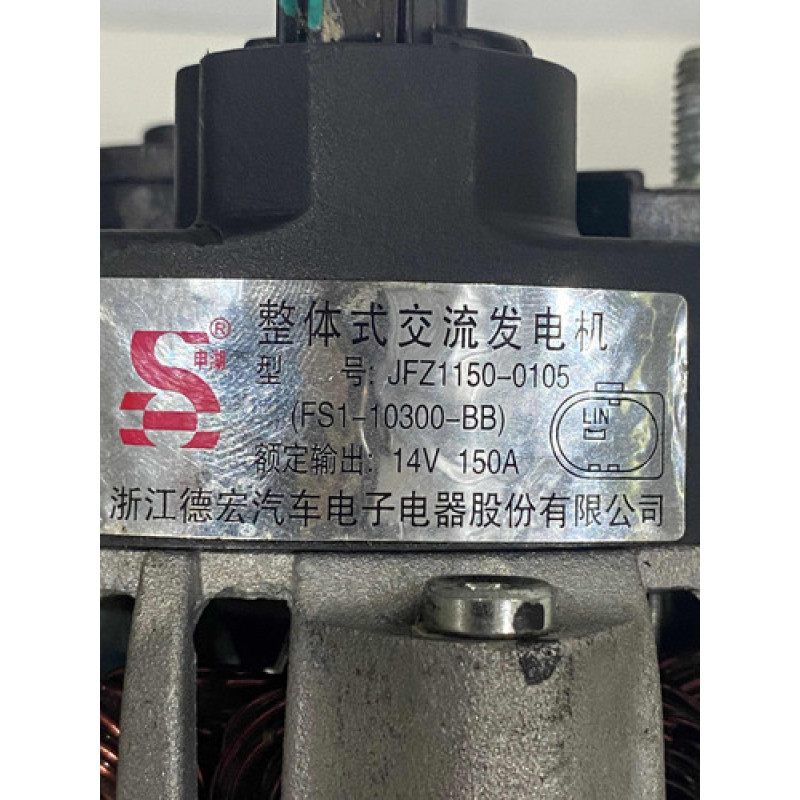 整体式交流发电机
申湖®
型 号: JFZ1150-0105
(FS1-10300-BB)
LIN
额定输出: 14V 150A
浙江德宏汽车电子电器股份有限公司